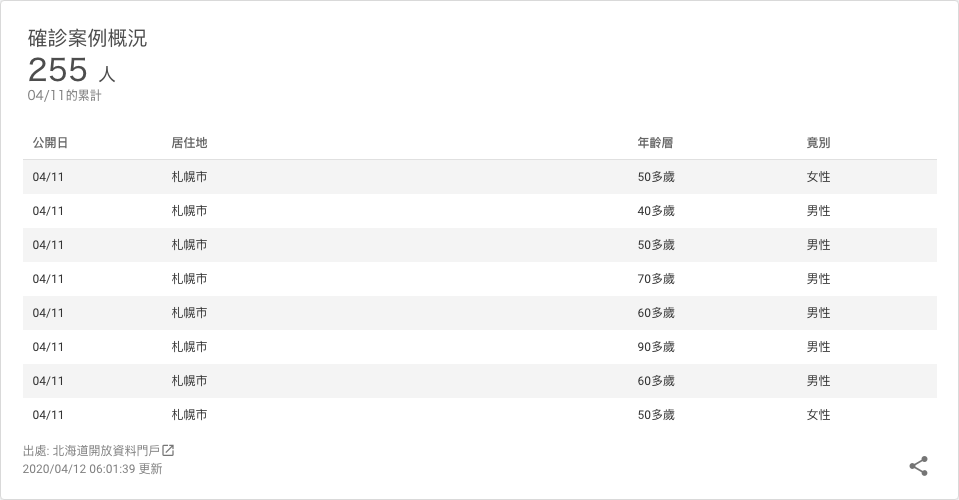 確診案例概況
255 人
04/11的累計
公開日 居住地 年齡層 竟別
04/11 札幌市 50多歲 女性
04/11 札幌市 40多歲 男性
04/11 札幌市 50多歲 男性
04/11 札幌市 70多歲 男性
04/11 札幌市 60多歲 男性
04/11 札幌市 90多歲 男性
04/11 札幌市 60多歲 男性
04/11 札幌市 50多歲 女性
出處: 北海道開放資料門戶
2020/04/12 06:01:39 更新